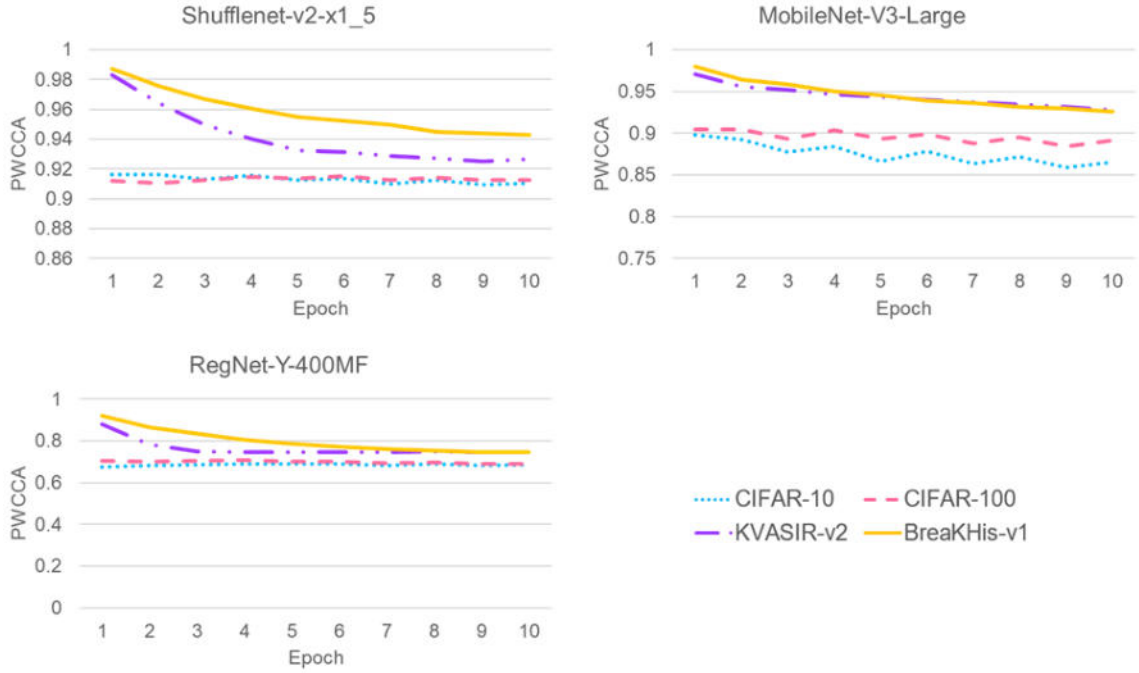 Shufflenet-v2-x1_5
PWCCA
1
0.98
0.96
0.94
0.92
0.9
0.88
0.86
1 2 3 4 5 6 7 8 9 10
Epoch
MobileNet-V3-Large
PWCCA
1
0.95
0.9
0.85
0.8
0.75
1 2 3 4 5 6 7 8 9 10
Epoch
RegNet-Y-400MF
PWCCA
1
0.8
0.6
0.4
0.2
0
1 2 3 4 5 6 7 8 9 10
Epoch
CIFAR-10 CIFAR-100
KVASIR-v2 BreaKHis-v1